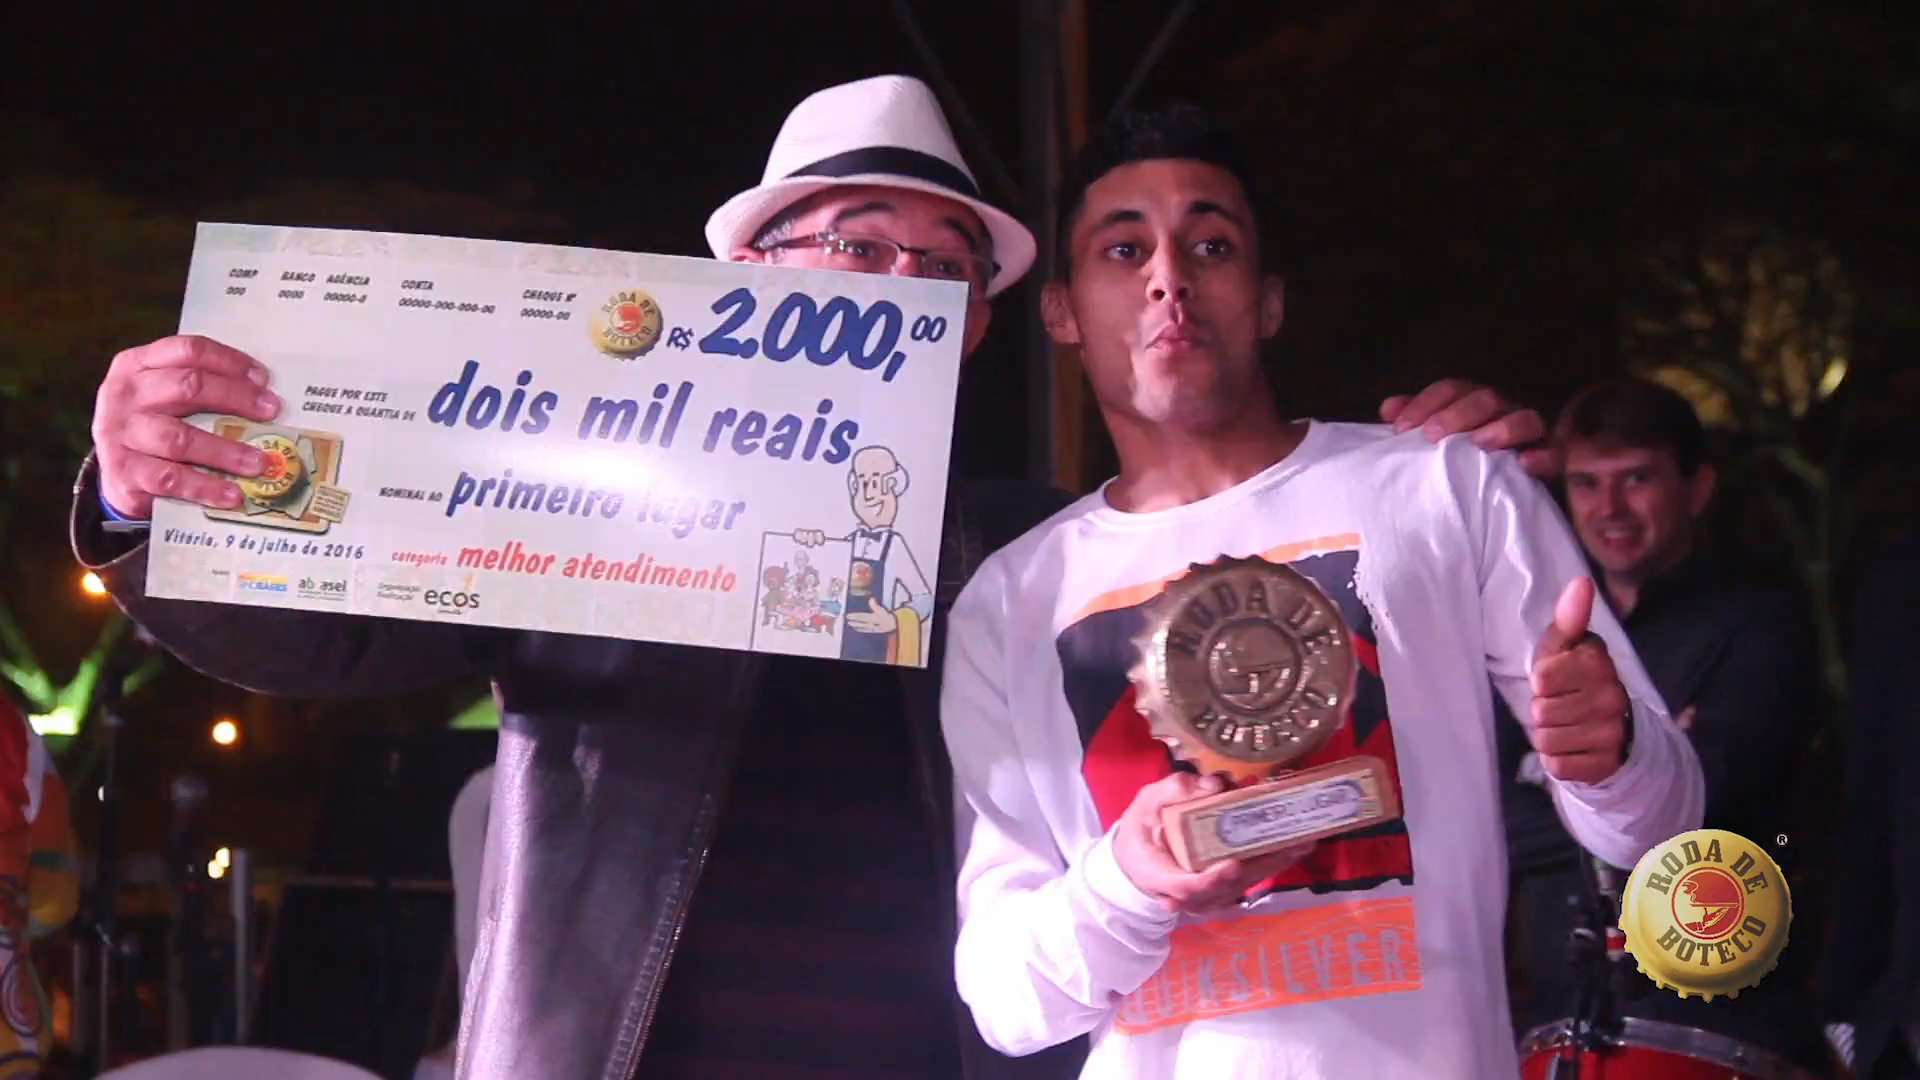 COMP
000
BANCO
0000
AGÊNCIA
00000-0
CONTA
00000-000-000-00
CHEQUE Nº
00000-00
RODA DE
BOTECO
R$ 2.000,00
PAGUE POR ESTE
CHEQUE A QUANTIA DE
dois mil reais
NOMINAL AO primeiro lugar
categoria melhor atendimento
Vitória, 9 de julho de 2016
ecos
RODA DE
BOTECO
PRIMEIRO LUGAR
QUIKSILVER
RODA DE
BOTECO
®